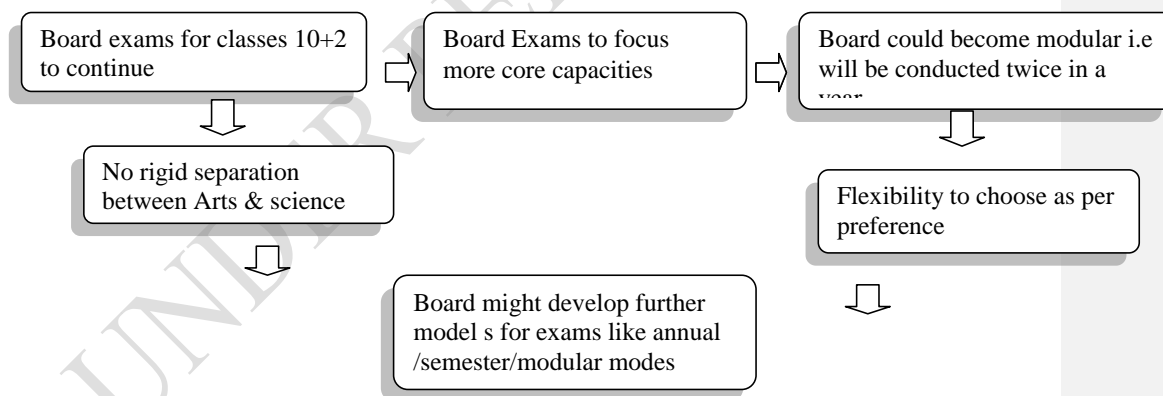 Board exams for classes 10+2
to continue
Board Exams to focus
more core capacities
Board could become modular i.e
will be conducted twice in a
year
No rigid separation
between Arts & science
Flexibility to choose as per
preference
Board might develop further
model s for exams like annual
/semester/modular modes
UNDER